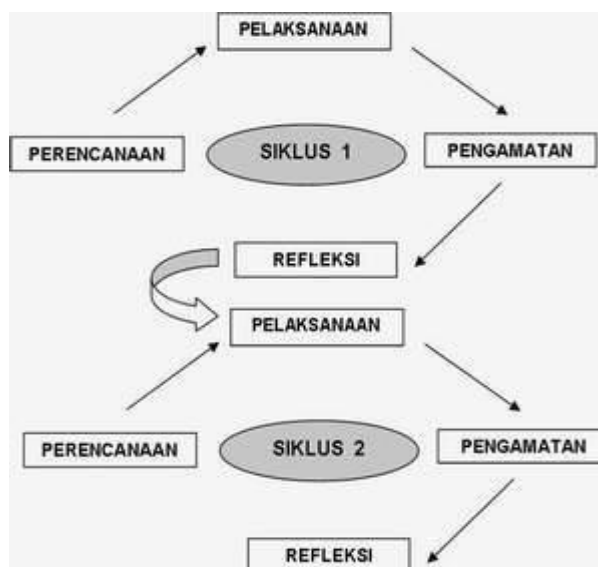 PELAKSANAAN
PERENCANAAN
SIKLUS 1
PENGAMATAN
REFLEKSI
PELAKSANAAN
PERENCANAAN
SIKLUS 2
PENGAMATAN
REFLEKSI